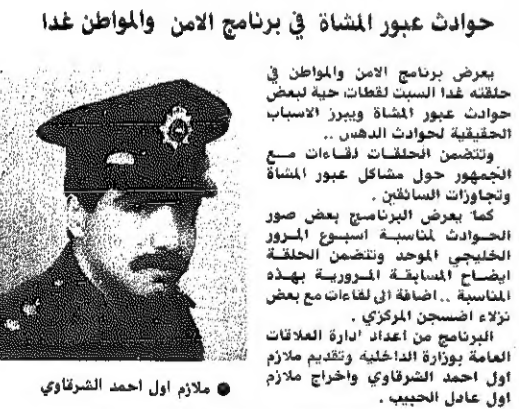 حوادث عبور المشاة في برنامج الامن والمواطن غدا
يعرض برنامج الامن والمواطن في
حلقته غدا السبت لقطات حية لبعض
حوادث عبور المشاة ويبرز الاسباب
الحقيقية لحوادث الدهس ..
وتتضمن الحلقات لقاءات مع
الجمهور حول مشاكل عبور المشاة
وتجاوزات السائقين .
كما يعرض البرنامج بعض صور
الحوادث لمناسبة اسبوع المرور
الخليجي الموحد وتتضمن الحلقة
ايضاح المسابقة المرورية بهذه
المناسبة .. اضافة الى لقاءات مع بعض
نزلاء اضسجن المركزي .
البرنامج من اعداد ادارة العلاقات
العامة بوزارة الداخلية وتقديم ملازم
اول احمد الشرقاوي واخراج ملازم
اول عادل الحبيب .
● ملازم اول احمد الشرقاوي